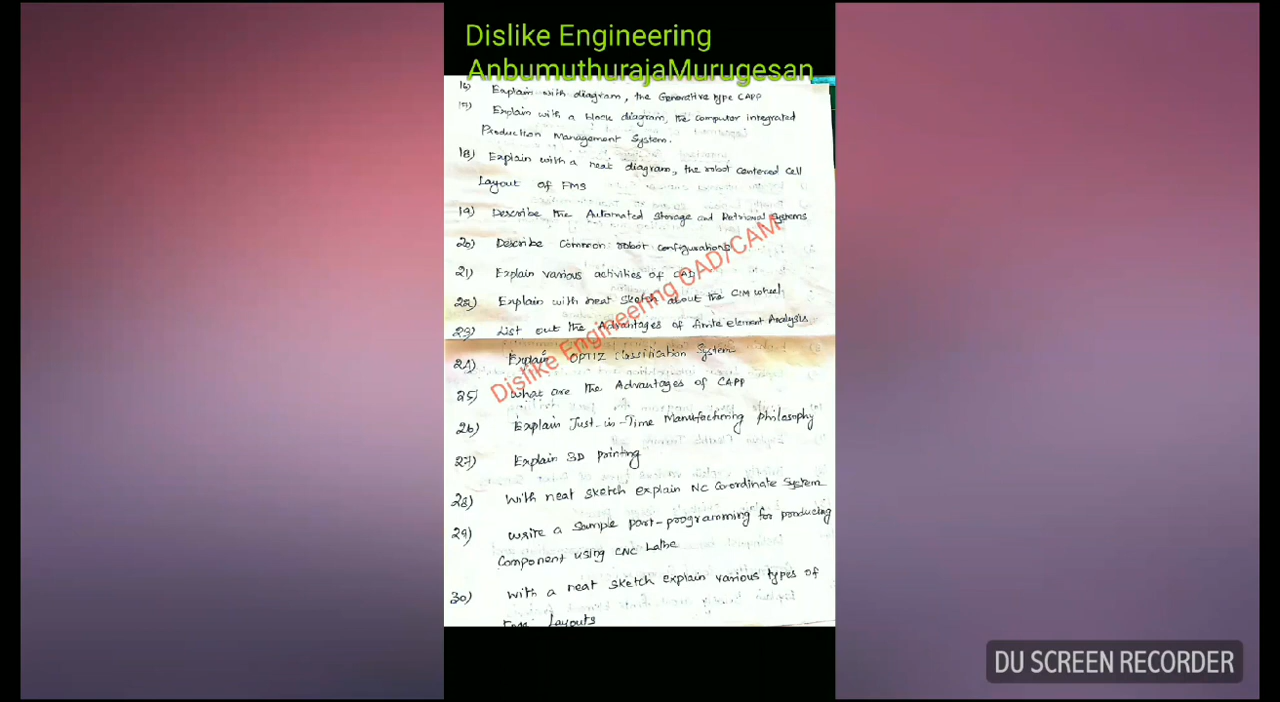 Dislike Engineering
AnbumuthurajaMurugesan
16) Explain with diagram, the Generative type CAPP
17) Explain with a block diagram, the computer integrated
Production Management System.
18) Explain with a neat diagram, the robot centered cell
Layout of FMS
19) Describe the Automated Storage and Retrieval Systems
20) Describe Common robot configurations
21) Explain various activities of CAD
22) Explain with neat sketch about the CIM wheel
23) List out the Advantages of finite element Analysis
24) Explain OPTIZ Classification System
25) What are the Advantages of CAPP
26) Explain Just-in-Time Manufacturing philosophy
27) Explain 3D printing
28) With neat sketch explain NC Coordinate System
29) Write a Sample part-programming for producing
Component using CNC Lathe
30) With a neat sketch explain various types of
Layouts
Dislike Engineering CAD/CAM
DU SCREEN RECORDER